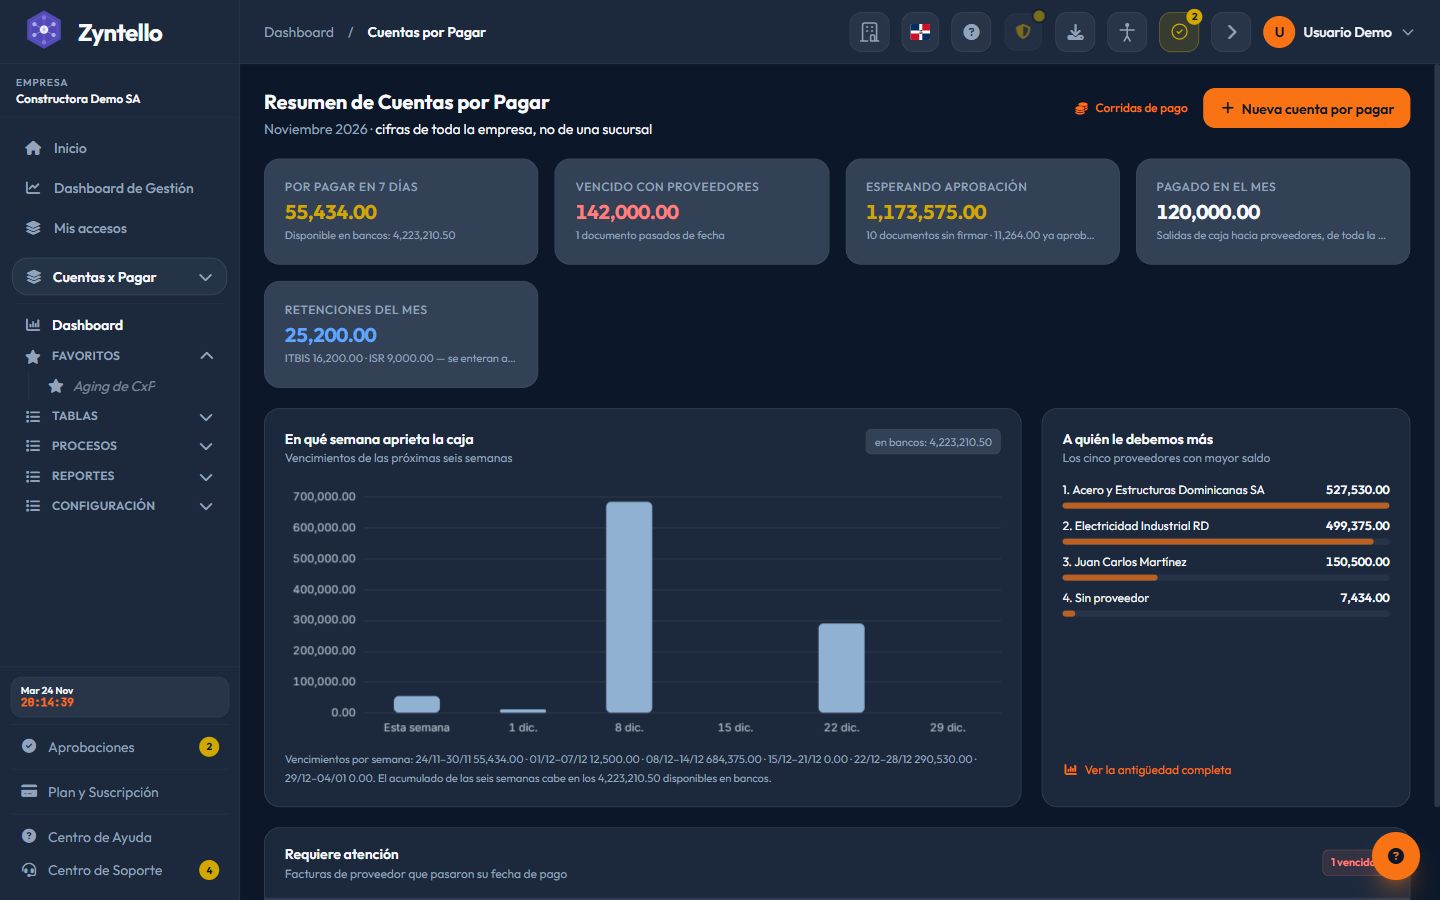 Zyntello
Dashboard / Cuentas por Pagar
2
U Usuario Demo
EMPRESA
Constructora Demo SA
Inicio
Dashboard de Gestión
Mis accesos
Cuentas x Pagar
Dashboard
FAVORITOS
Aging de CxP
TABLAS
PROCESOS
REPORTES
CONFIGURACIÓN
Mar 24 Nov
20:14:39
Aprobaciones 2
Plan y Suscripción
Centro de Ayuda
Centro de Soporte 4
Resumen de Cuentas por Pagar
Noviembre 2026 · cifras de toda la empresa, no de una sucursal
Corridas de pago
+ Nueva cuenta por pagar
POR PAGAR EN 7 DÍAS
55,434.00
Disponible en bancos: 4,223,210.50
VENCIDO CON PROVEEDORES
142,000.00
1 documento pasados de fecha
ESPERANDO APROBACIÓN
1,173,575.00
10 documentos sin firmar · 11,264.00 ya aprob...
PAGADO EN EL MES
120,000.00
Salidas de caja hacia proveedores, de toda la ...
RETENCIONES DEL MES
25,200.00
ITBIS 16,200.00 · ISR 9,000.00 — se enteran a...
En qué semana aprieta la caja
Vencimientos de las próximas seis semanas
en bancos: 4,223,210.50
700,000.00
600,000.00
500,000.00
400,000.00
300,000.00
200,000.00
100,000.00
0.00
Esta semana 1 dic. 8 dic. 15 dic. 22 dic. 29 dic.
Vencimientos por semana: 24/11–30/11 55,434.00 · 01/12–07/12 12,500.00 · 08/12–14/12 684,375.00 · 15/12–21/12 0.00 · 22/12–28/12 290,530.00 ·
29/12–04/01 0.00. El acumulado de las seis semanas cabe en los 4,223,210.50 disponibles en bancos.
A quién le debemos más
Los cinco proveedores con mayor saldo
1. Acero y Estructuras Dominicanas SA 527,530.00
2. Electricidad Industrial RD 499,375.00
3. Juan Carlos Martínez 150,500.00
4. Sin proveedor 7,434.00
Ver la antigüedad completa
Requiere atención
Facturas de proveedor que pasaron su fecha de pago